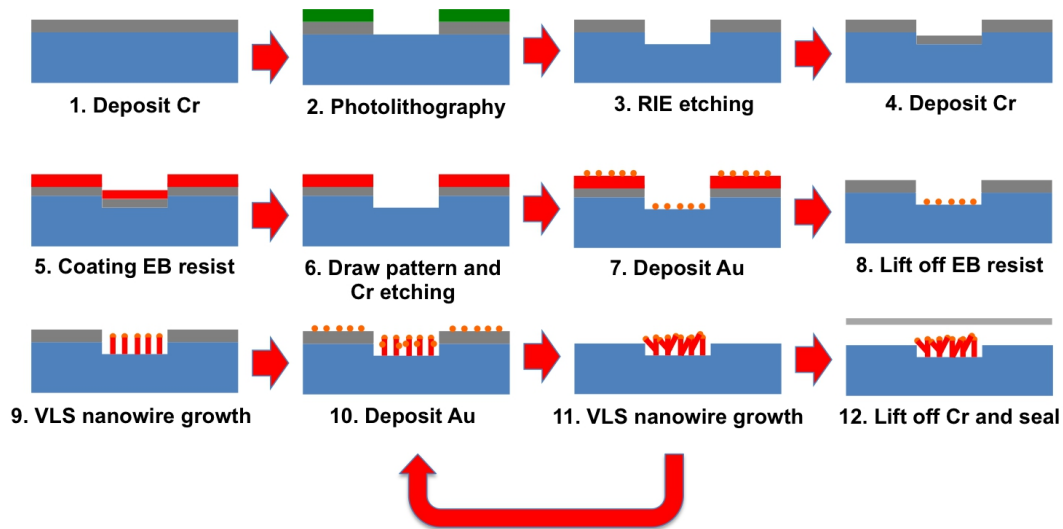 1. Deposit Cr
2. Photolithography
3. RIE etching
4. Deposit Cr
5. Coating EB resist
6. Draw pattern and
Cr etching
7. Deposit Au
8. Lift off EB resist
9. VLS nanowire growth
10. Deposit Au
11. VLS nanowire growth
12. Lift off Cr and seal